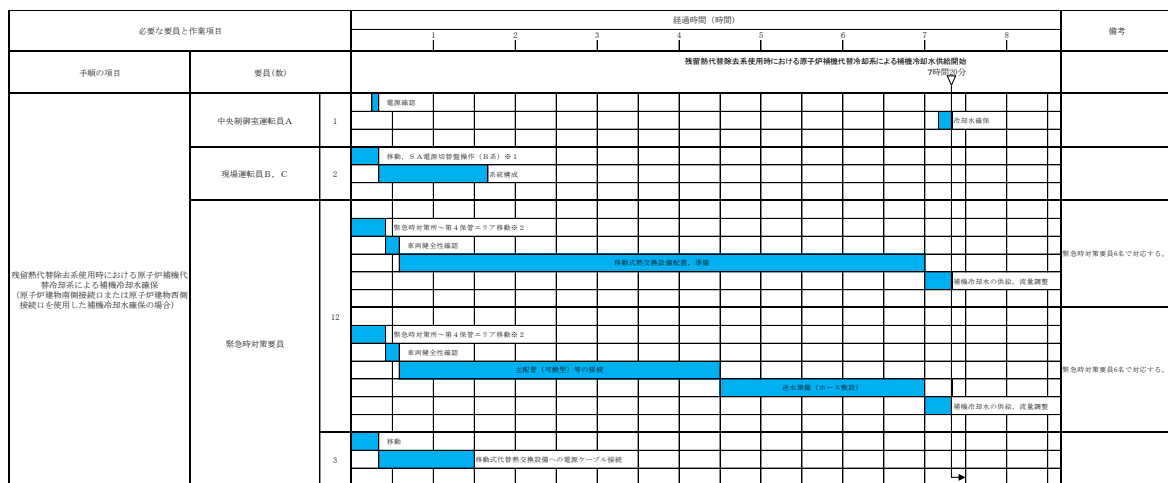 必要な要員と作業項目
経過時間（時間）
備考
1 2 3 4 5 6 7 8
手順の項目
要員(数)
残留熱代替除去系使用時における原子炉補機代替冷却系による補機冷却水供給開始
7時間20分
中央制御室運転員A
1
電源確認
冷却水確保
現場運転員B，C
2
移動，SA電源切替盤操作（B系）※1
系統構成
残留熱代替除去系使用時における原子炉補機代
替冷却系による補機冷却水確保
（原子炉建物南側接続口または原子炉建物西側
接続口を使用した補機冷却水確保の場合）
緊急時対策要員
12
緊急時対策所～第4保管エリア移動※2
車両健全性確認
移動式熱交換設備配置，準備
補機冷却水の供給，流量調整
緊急時対策要員6名で対応する。
緊急時対策所～第4保管エリア移動※2
車両健全性確認
主配管（可搬型）等の接続
送水準備（ホース敷設）
補機冷却水の供給，流量調整
緊急時対策要員6名で対応する。
3
移動
移動式代替熱交換設備への電源ケーブル接続